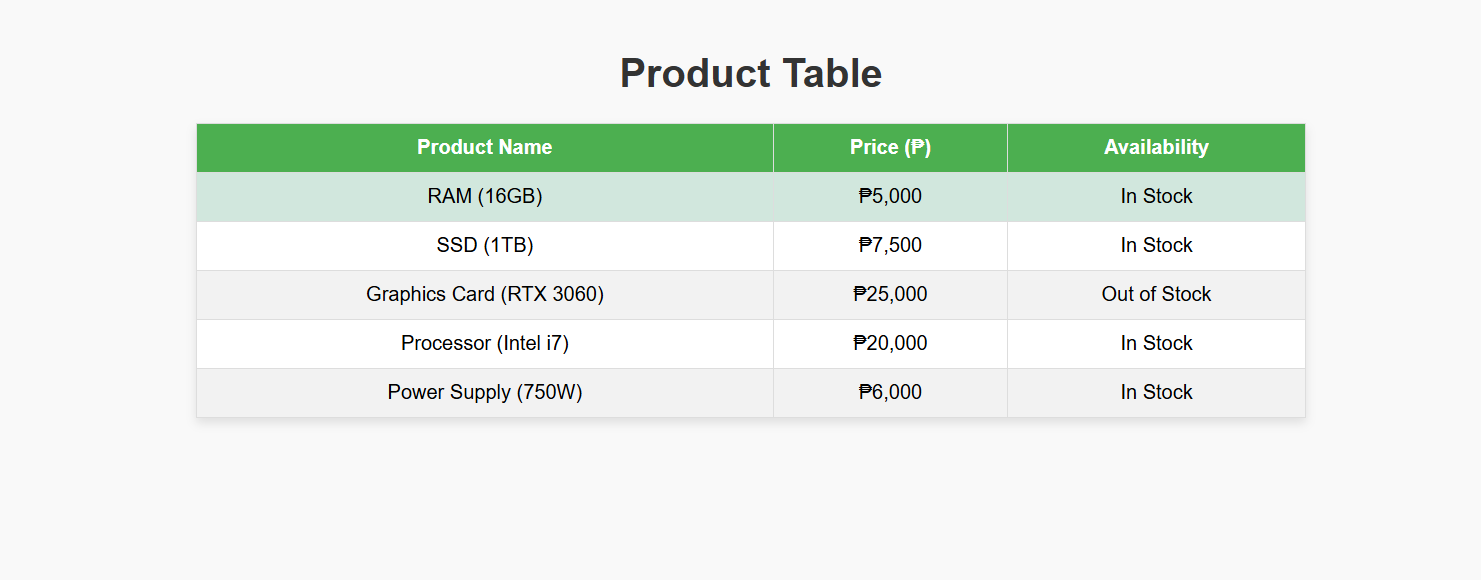 Product Table
Product Name Price (₱) Availability
RAM (16GB) ₱5,000 In Stock
SSD (1TB) ₱7,500 In Stock
Graphics Card (RTX 3060) ₱25,000 Out of Stock
Processor (Intel i7) ₱20,000 In Stock
Power Supply (750W) ₱6,000 In Stock